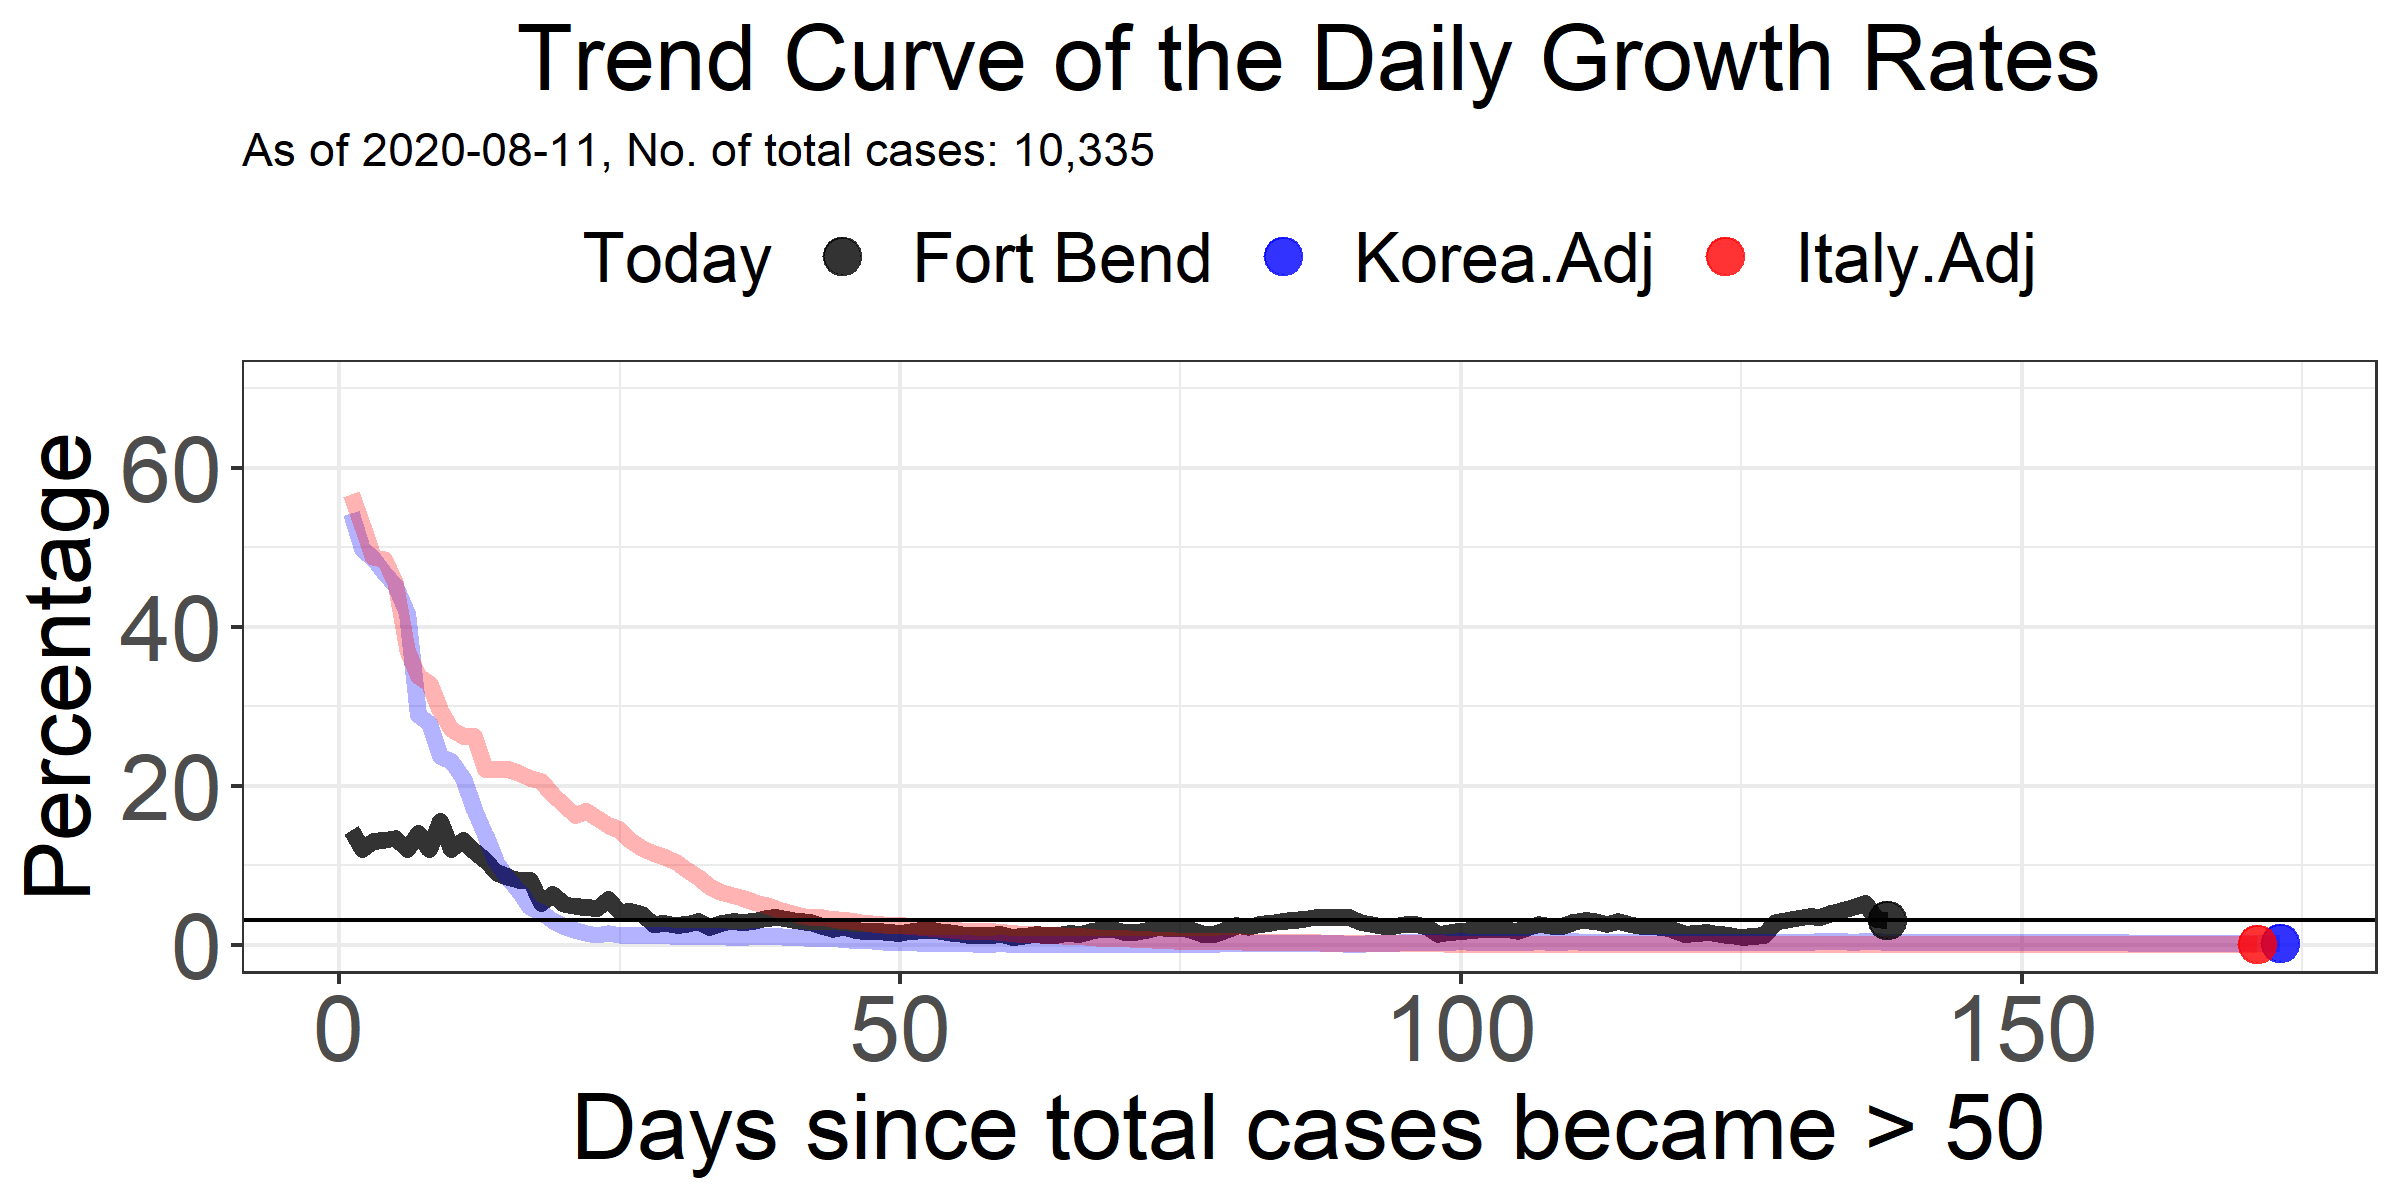 Trend Curve of the Daily Growth Rates
As of 2020-08-11, No. of total cases: 10,335
Today Fort Bend Korea.Adj Italy.Adj
Percentage
60
40
20
0
0 50 100 150
Days since total cases became > 50